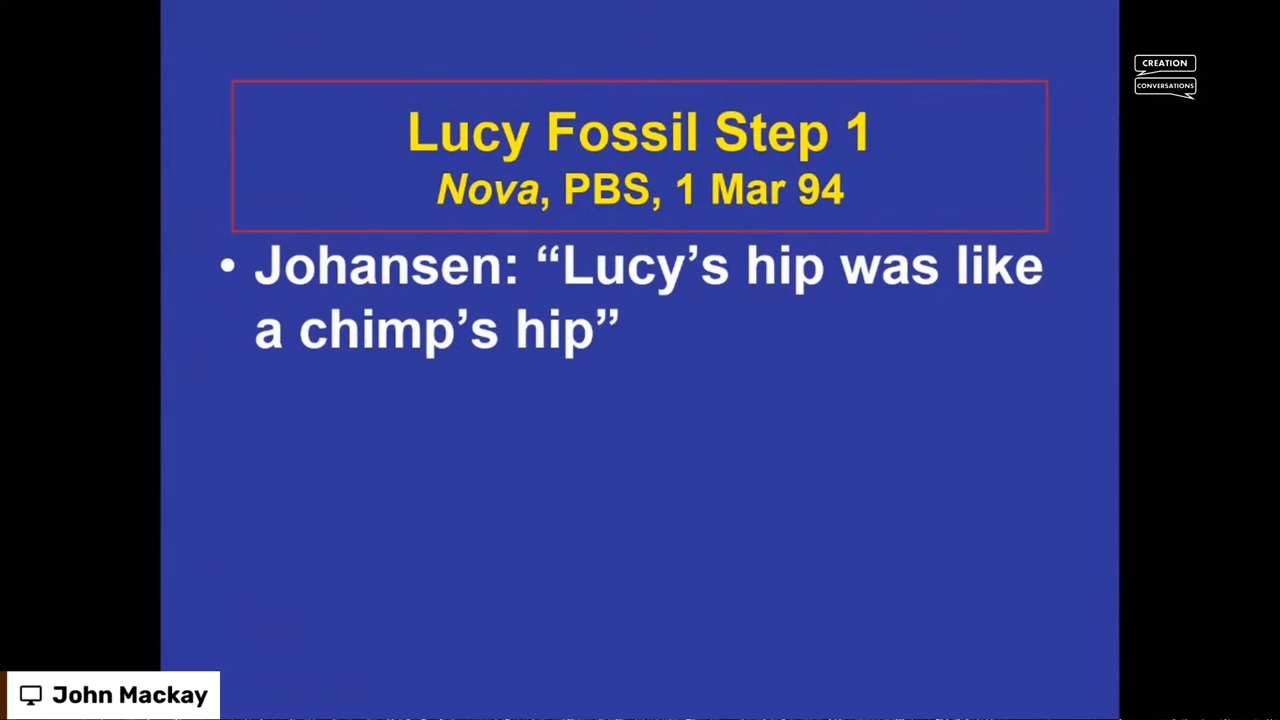 CREATION
CONVERSATIONS
Lucy Fossil Step 1
Nova, PBS, 1 Mar 94
• Johansen: “Lucy’s hip was like
a chimp’s hip”
John Mackay